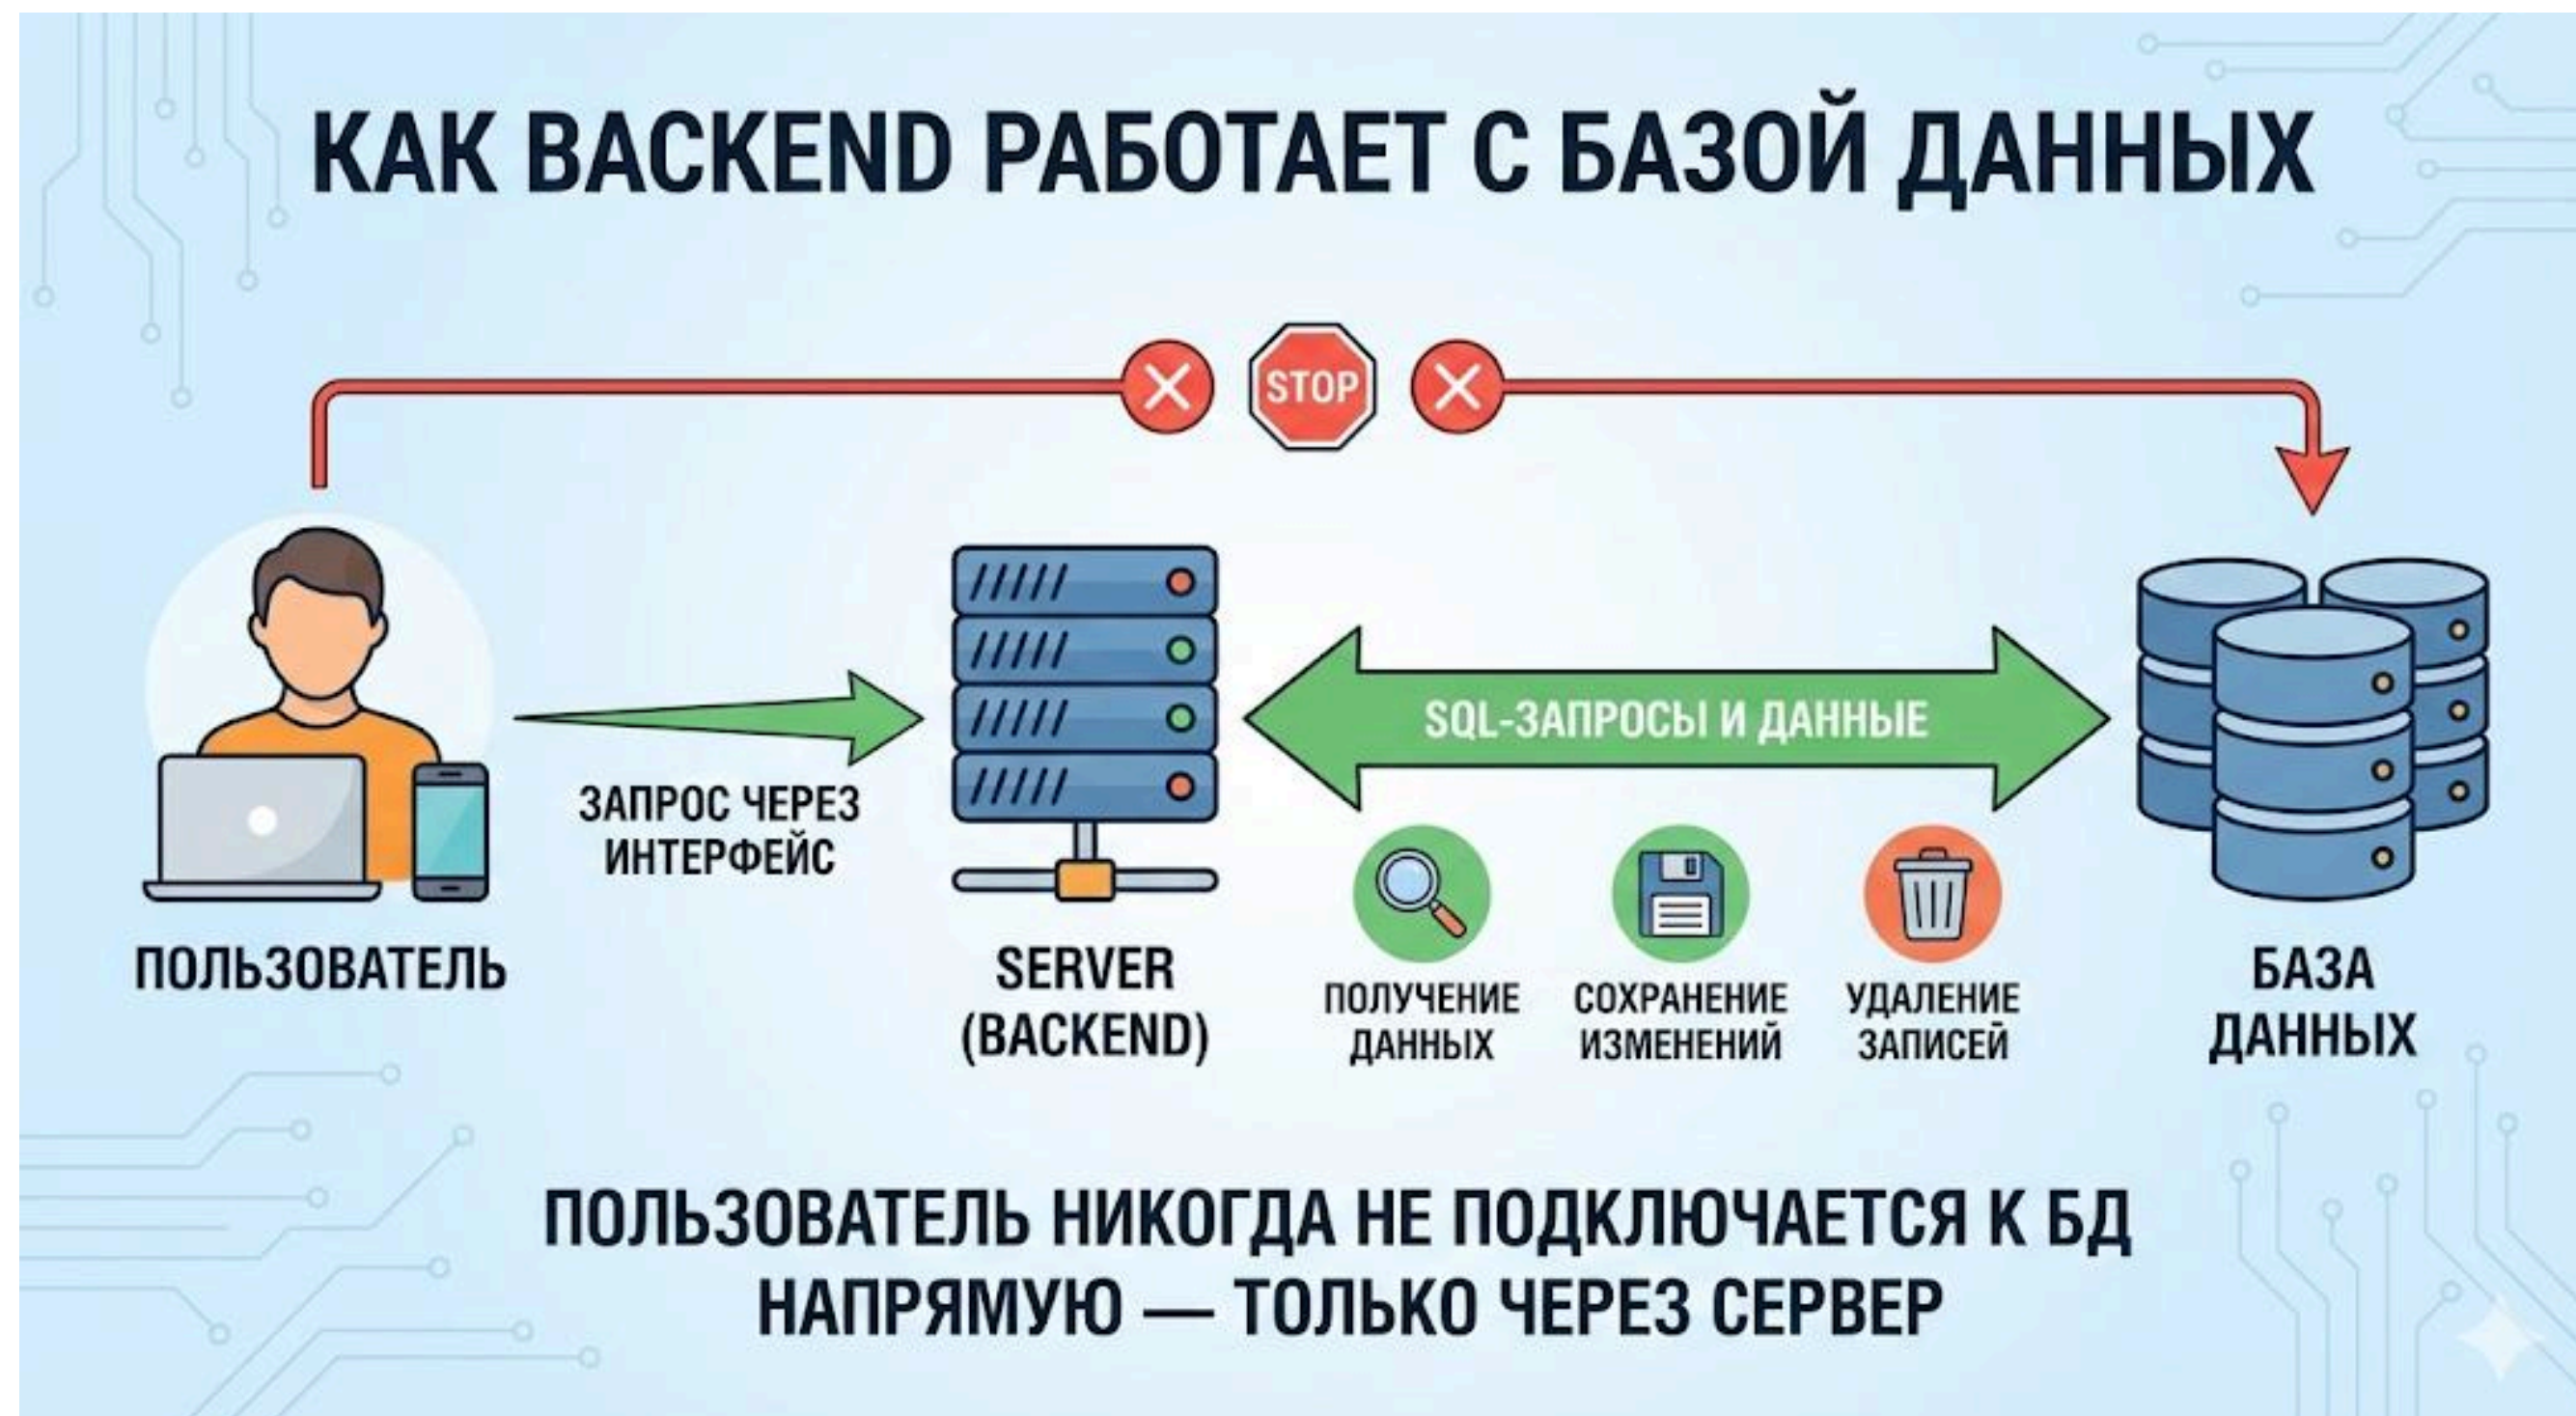 КАК BACKEND РАБОТАЕТ С БАЗОЙ ДАННЫХ
STOP
SQL-ЗАПРОСЫ И ДАННЫЕ
ЗАПРОС ЧЕРЕЗ
ИНТЕРФЕЙС
ПОЛЬЗОВАТЕЛЬ
SERVER
(BACKEND)
ПОЛУЧЕНИЕ
ДАННЫХ
СОХРАНЕНИЕ
ИЗМЕНЕНИЙ
УДАЛЕНИЕ
ЗАПИСЕЙ
БАЗА
ДАННЫХ
ПОЛЬЗОВАТЕЛЬ НИКОГДА НЕ ПОДКЛЮЧАЕТСЯ К БД
НАПРЯМУЮ — ТОЛЬКО ЧЕРЕЗ СЕРВЕР